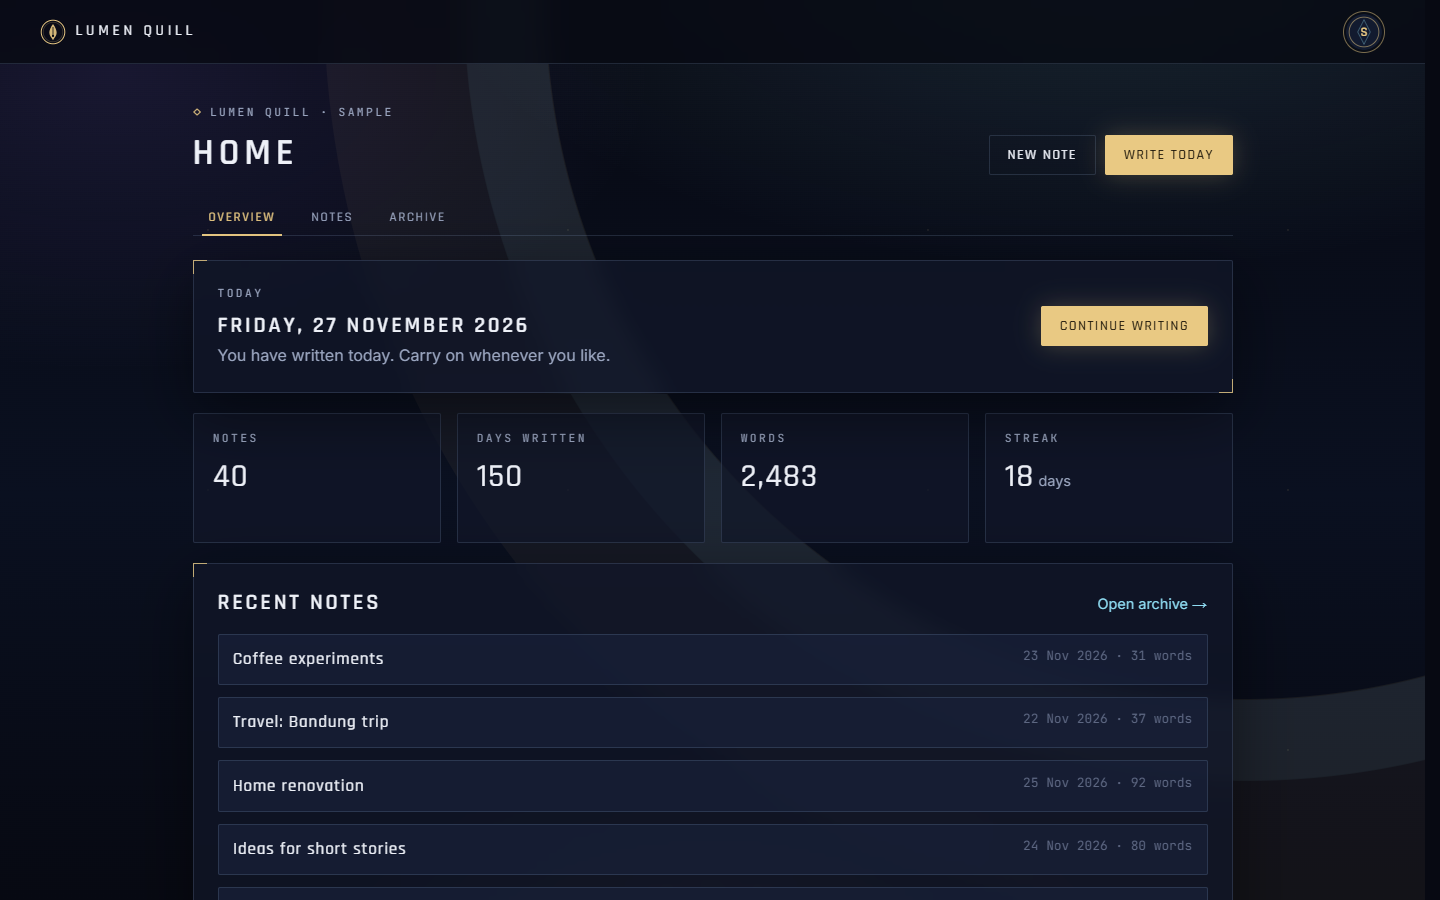 LUMEN QUILL
S
LUMEN QUILL · SAMPLE
HOME
NEW NOTE
WRITE TODAY
OVERVIEW
NOTES
ARCHIVE
TODAY
FRIDAY, 27 NOVEMBER 2026
You have written today. Carry on whenever you like.
CONTINUE WRITING
NOTES
40
DAYS WRITTEN
150
WORDS
2,483
STREAK
18 days
RECENT NOTES
Open archive →
Coffee experiments
23 Nov 2026 · 31 words
Travel: Bandung trip
22 Nov 2026 · 37 words
Home renovation
25 Nov 2026 · 92 words
Ideas for short stories
24 Nov 2026 · 80 words